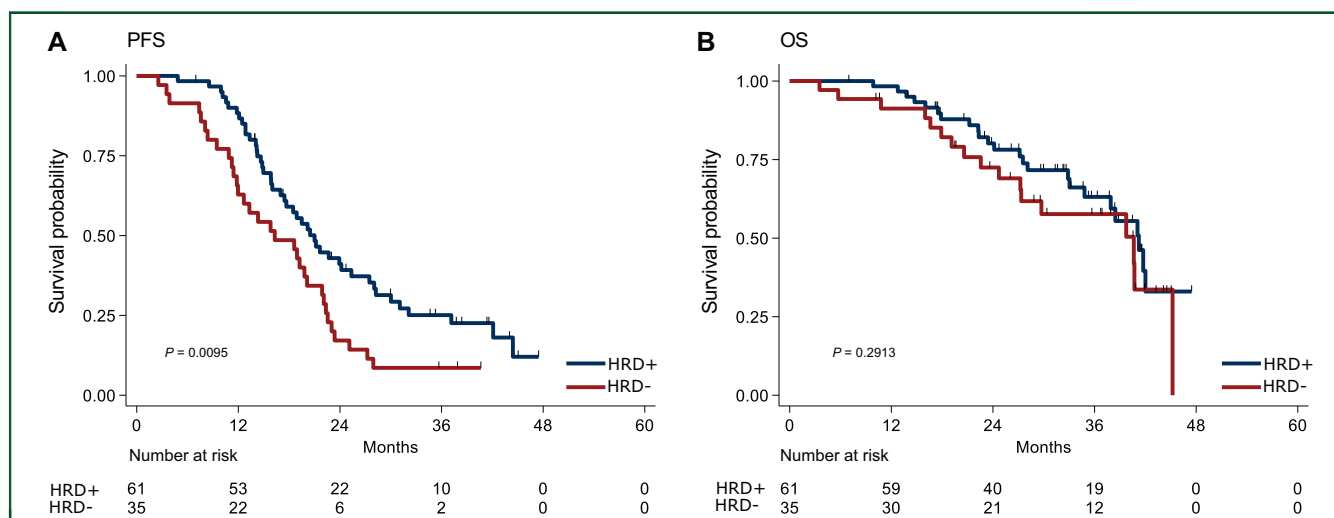 A PFS
1.00
0.75
0.50
0.25
0.00
Survival probability
P = 0.0095
HRD+
HRD-
0 12 24 36 48 60
Months
Number at risk
HRD+ 61 53 22 10 0 0
HRD- 35 22 6 2 0 0
B OS
1.00
0.75
0.50
0.25
0.00
Survival probability
P = 0.2913
HRD+
HRD-
0 12 24 36 48 60
Months
Number at risk
HRD+ 61 59 40 19 0 0
HRD- 35 30 21 12 0 0